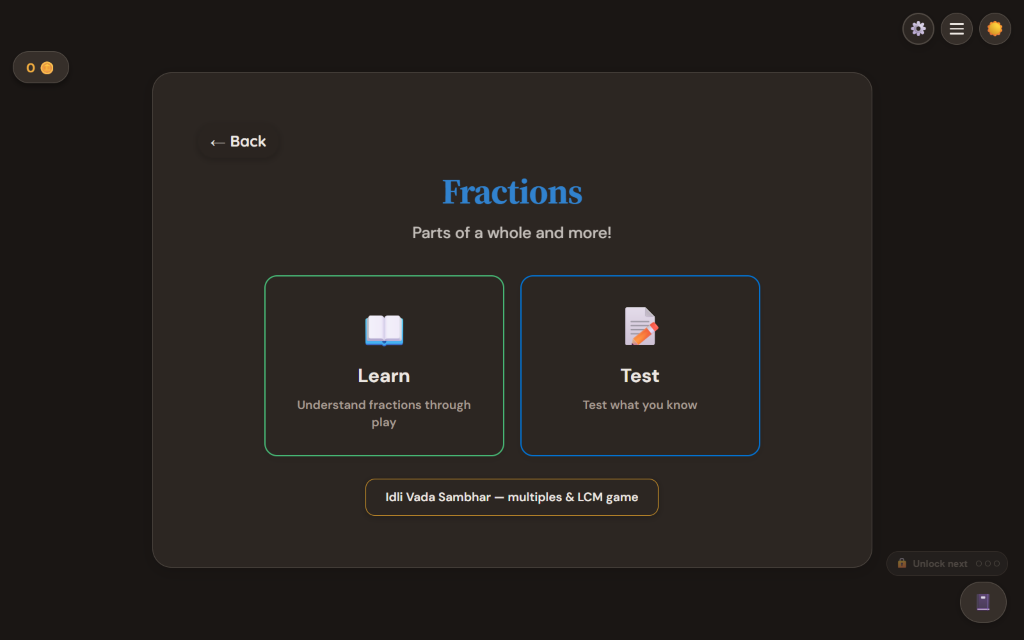 0
← Back
Fractions
Parts of a whole and more!
Learn
Understand fractions through
play
Test
Test what you know
Idli Vada Sambhar — multiples & LCM game
Unlock next